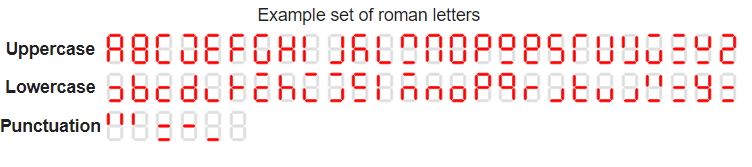 Example set of roman letters
Uppercase A B C D E F G H I J K L M N O P Q R S T U V W X Y Z
Lowercase a b c d e f g h i j k l m n o p q r s t u v w x y z
Punctuation " ' = - _